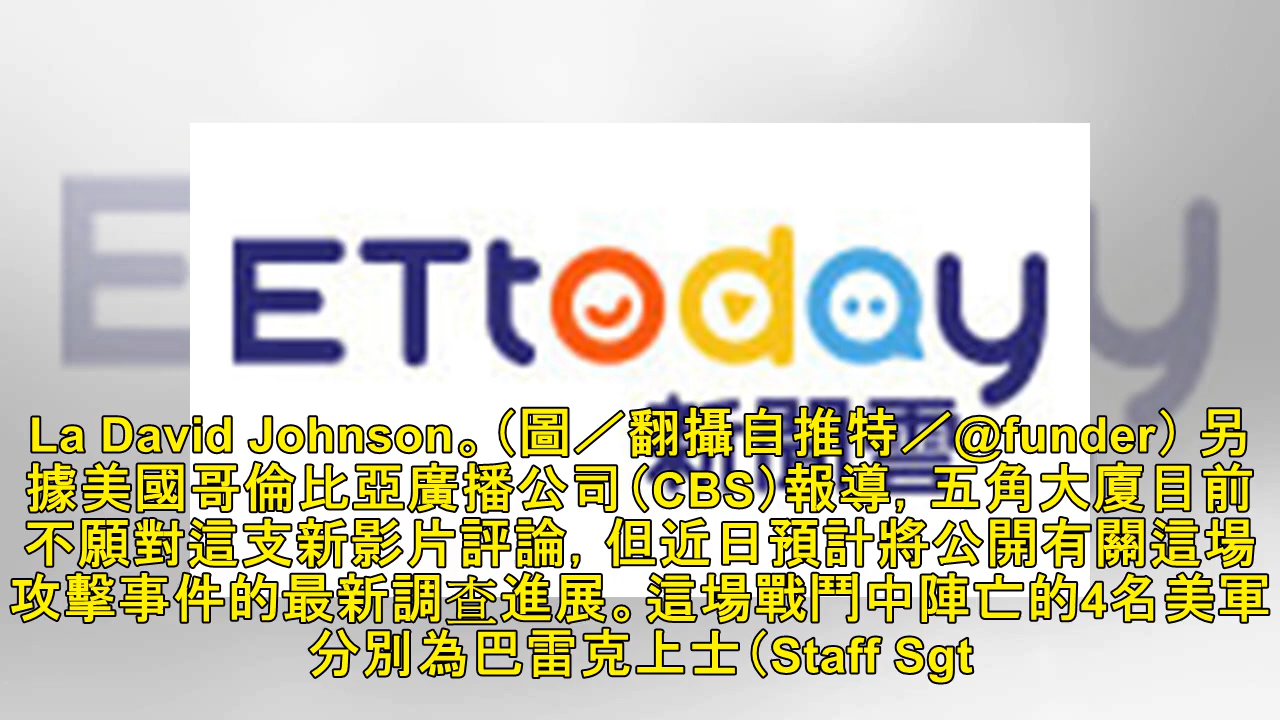 ETtoday
新聞雲
La David Johnson。（圖／翻攝自推特／@funder）另
據美國哥倫比亞廣播公司（CBS）報導，五角大廈目前
不願對這支新影片評論，但近日預計將公開有關這場
攻擊事件的最新調查進展。這場戰鬥中陣亡的4名美軍
分別為巴雷克上士（Staff Sgt